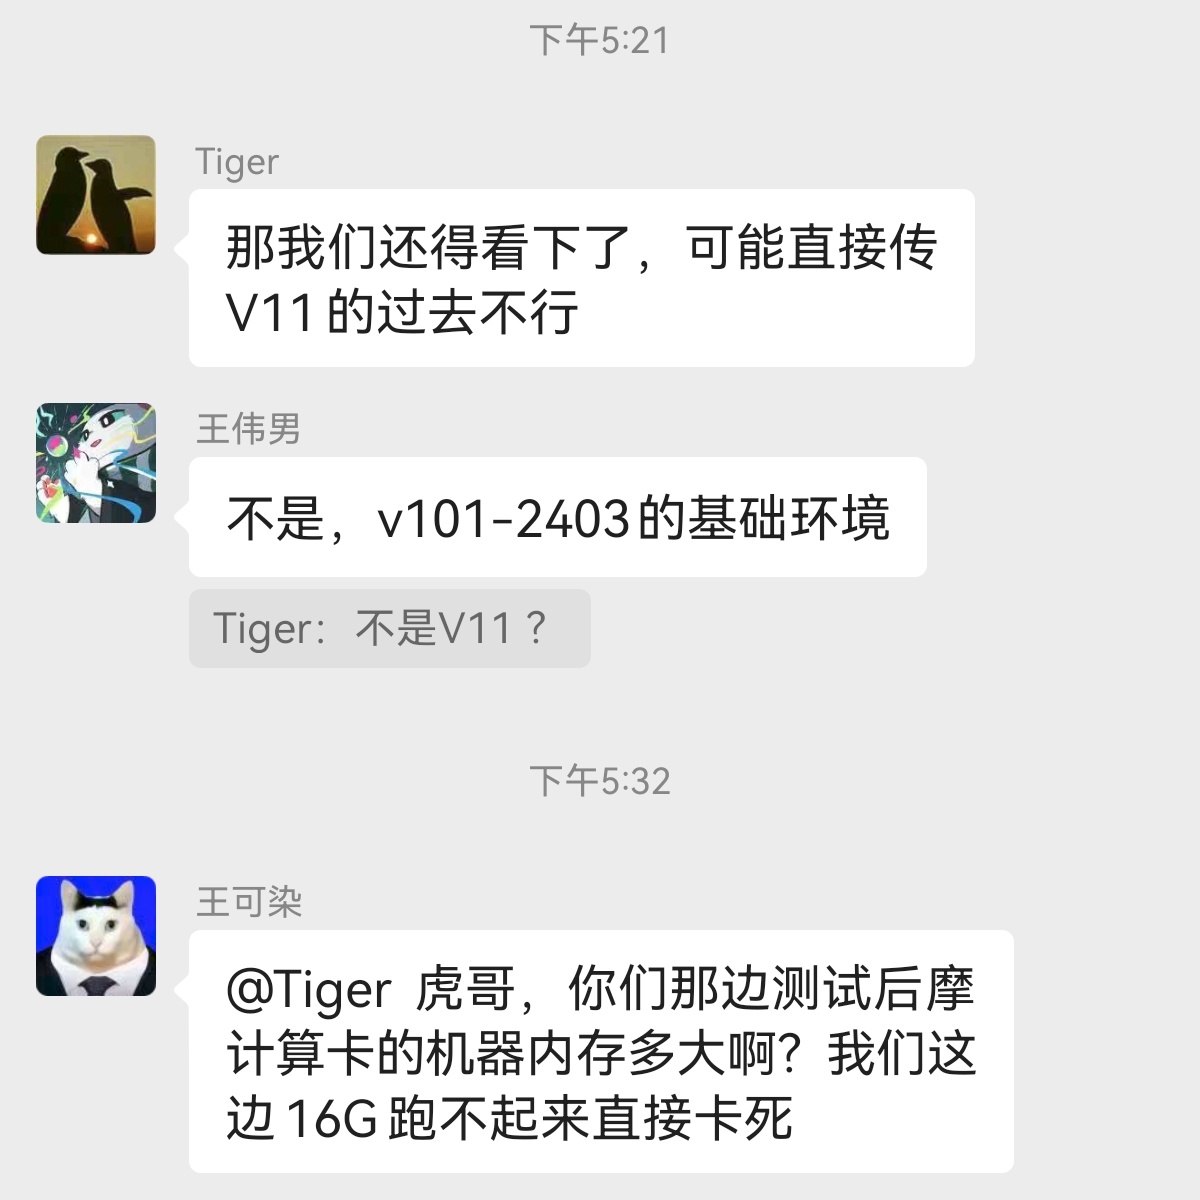 下午5:21
Tiger
那我们还得看下了，可能直接传
V11的过去不行
王伟男
不是，v101-2403的基础环境
Tiger：不是V11？
下午5:32
王可染
@Tiger 虎哥，你们那边测试后摩
计算卡的机器内存多大啊？我们这
边16G跑不起来直接卡死